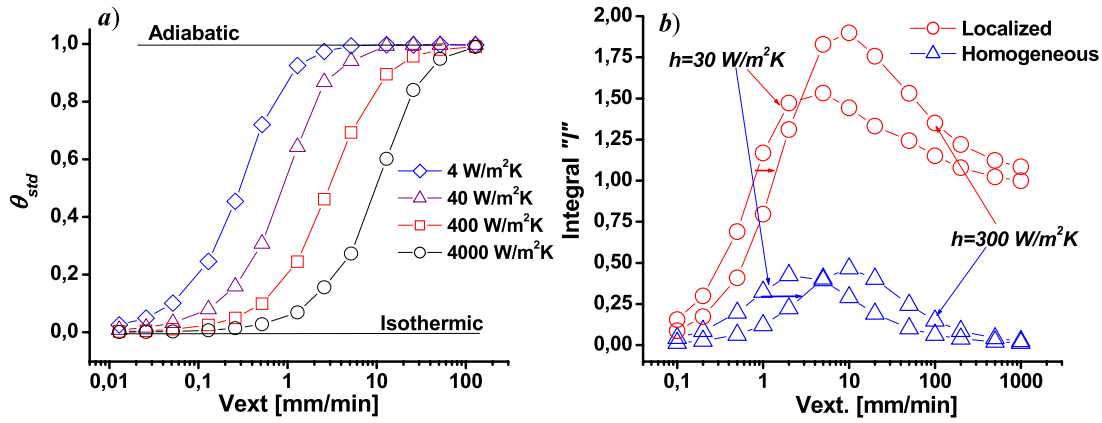 a)
Adiabatic
1,0
0,8
0,6
0,4
0,2
0,0
θstd
4 W/m²K
40 W/m²K
400 W/m²K
4000 W/m²K
Isothermic
0,01 0,1 1 10 100
Vext [mm/min]
b)
2,00
1,75
1,50
1,25
1,00
0,75
0,50
0,25
0,00
Integral "I"
Localized
Homogeneous
h=30 W/m²K
h=300 W/m²K
0,1 1 10 100 1000
Vext. [mm/min]